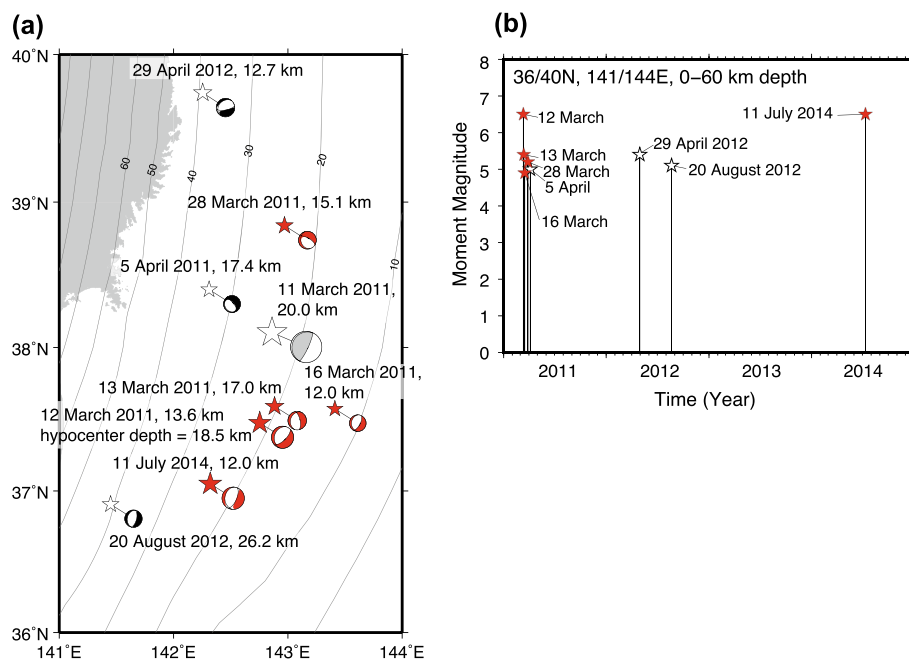 (a)
40˚N
29 April 2012, 12.7 km
60
50
40
30
20
39˚N
28 March 2011, 15.1 km
10
5 April 2011, 17.4 km
11 March 2011,
20.0 km
38˚N
16 March 2011,
12.0 km
13 March 2011, 17.0 km
12 March 2011, 13.6 km
hypocenter depth = 18.5 km
11 July 2014, 12.0 km
37˚N
20 August 2012, 26.2 km
36˚N
141˚E
142˚E
143˚E
144˚E
(b)
36/40N, 141/144E, 0–60 km depth
8
7
6
5
4
3
2
1
0
Moment Magnitude
12 March
13 March
28 March
5 April
16 March
29 April 2012
20 August 2012
11 July 2014
2011
2012
2013
2014
Time (Year)